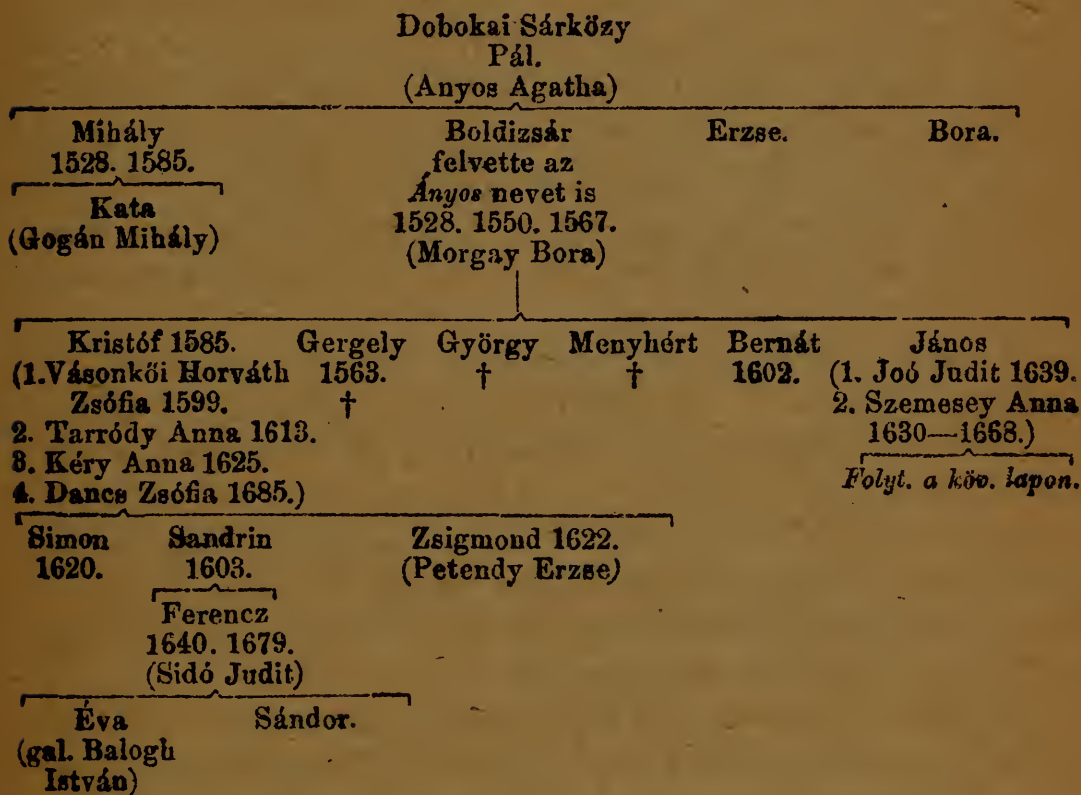 Dobokai Sárközy
Pál.
(Anyos Agatha)
Mihály
1528. 1585.
Kata
(Gogán Mihály)
Boldizsár
felvette az
Ányos nevet is
1528. 1550. 1567.
(Morgay Bora)
Erzse.
Bora.
Kristóf 1585.
(1. Vásonkői Horváth
Zsófia 1599.
2. Tarródy Anna 1613.
3. Kéry Anna 1625.
4. Dancs Zsófia 1685.)
Gergely
1563.
†
György
†
Menyhért
†
Bernát
1602.
János
(1. Joó Judit 1639.
2. Szemesey Anna
1630—1668.)
Folyt. a köv. lapon.
Simon
1620.
Sandrin
1603.
Zsigmond 1622.
(Petendy Erzse)
Ferencz
1640. 1679.
(Sidó Judit)
Éva
(gal. Balogh
István)
Sándor.